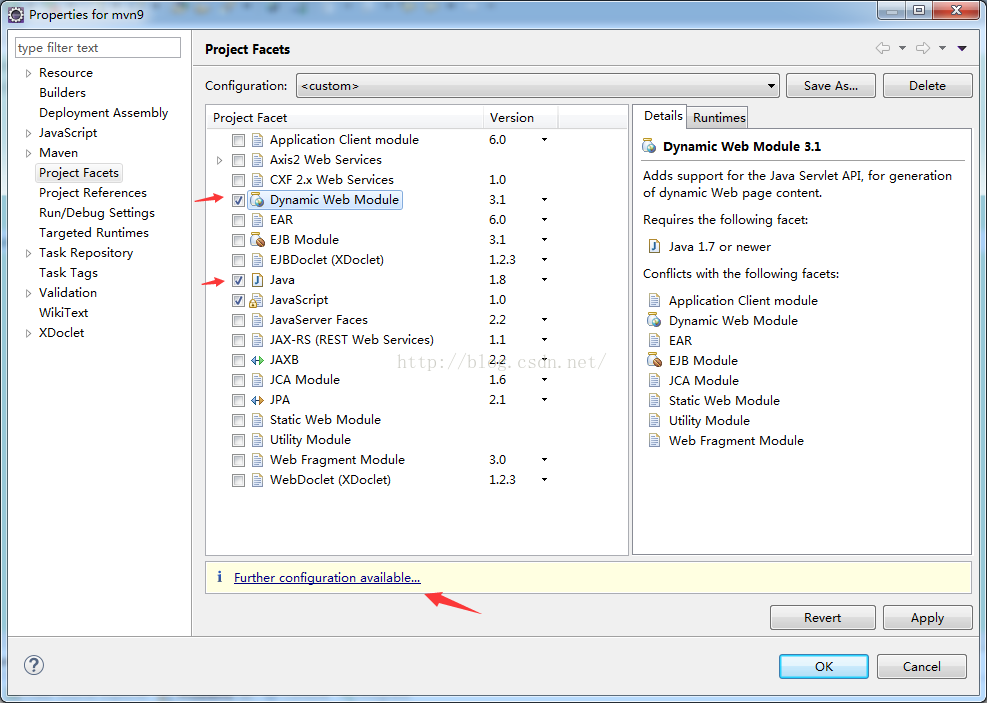 Properties for mvn9
type filter text
Resource
Builders
Deployment Assembly
JavaScript
Maven
Project Facets
Project References
Run/Debug Settings
Targeted Runtimes
Task Repository
Task Tags
Validation
WikiText
XDoclet
Project Facets
Configuration: <custom> Save As... Delete
Project Facet Version
Application Client module 6.0
Axis2 Web Services
CXF 2.x Web Services 1.0
Dynamic Web Module 3.1
EAR 6.0
EJB Module 3.1
EJBDoclet (XDoclet) 1.2.3
Java 1.8
JavaScript 1.0
JavaServer Faces 2.2
JAX-RS (REST Web Services) 1.1
JAXB 2.2
JCA Module 1.6
JPA 2.1
Static Web Module
Utility Module
Web Fragment Module 3.0
WebDoclet (XDoclet) 1.2.3
http://blog.csdn.net/
Details Runtimes
Dynamic Web Module 3.1
Adds support for the Java Servlet API, for generation
of dynamic Web page content.
Requires the following facet:
Java 1.7 or newer
Conflicts with the following facets:
Application Client module
Dynamic Web Module
EAR
EJB Module
JCA Module
Static Web Module
Utility Module
Web Fragment Module
i Further configuration available...
Revert Apply
? OK Cancel